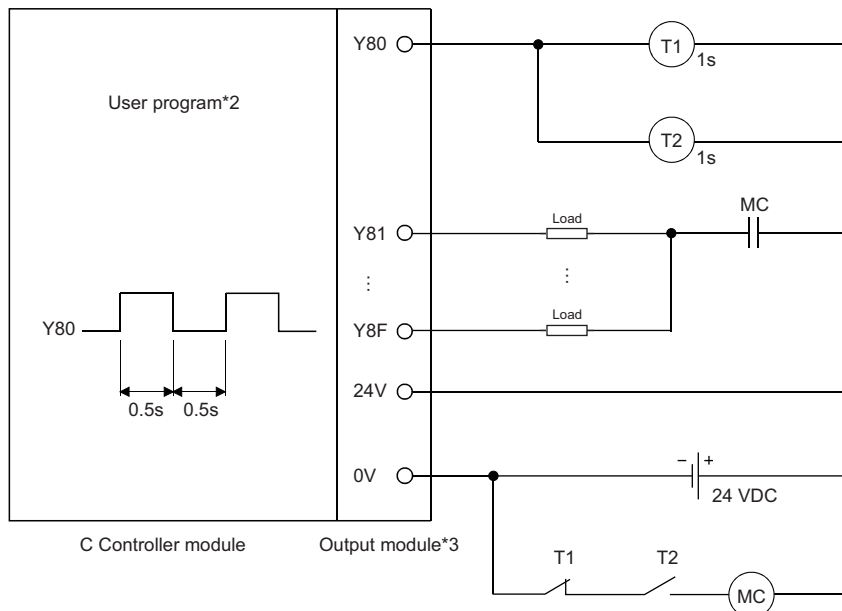 Y80
T1
1s
User program*2
T2
1s
MC
Y81
Load
⋮
⋮
Y80
Y8F
Load
24V
0.5s
0.5s
0V
− +
24 VDC
C Controller module
Output module*3
T1
T2
MC